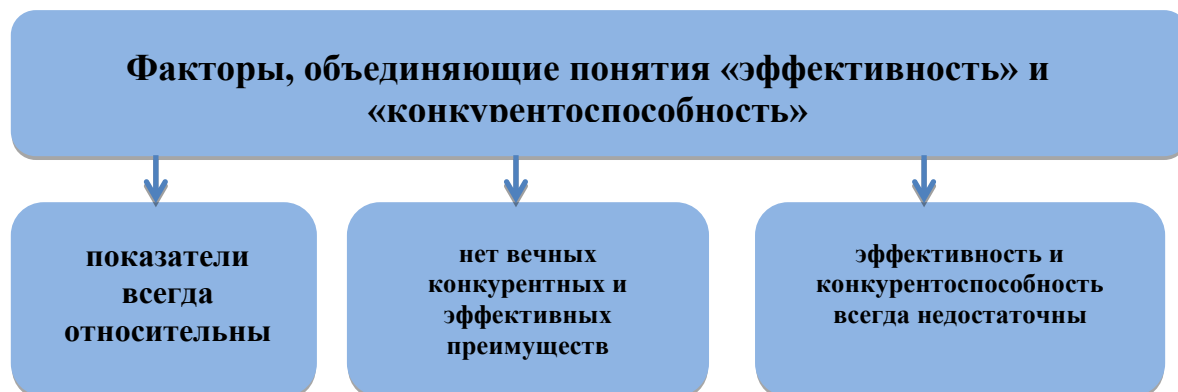 Факторы, объединяющие понятия «эффективность» и
«конкурентоспособность»
показатели
всегда
относительны
нет вечных
конкурентных и
эффективных
преимуществ
эффективность и
конкурентоспособность
всегда недостаточны